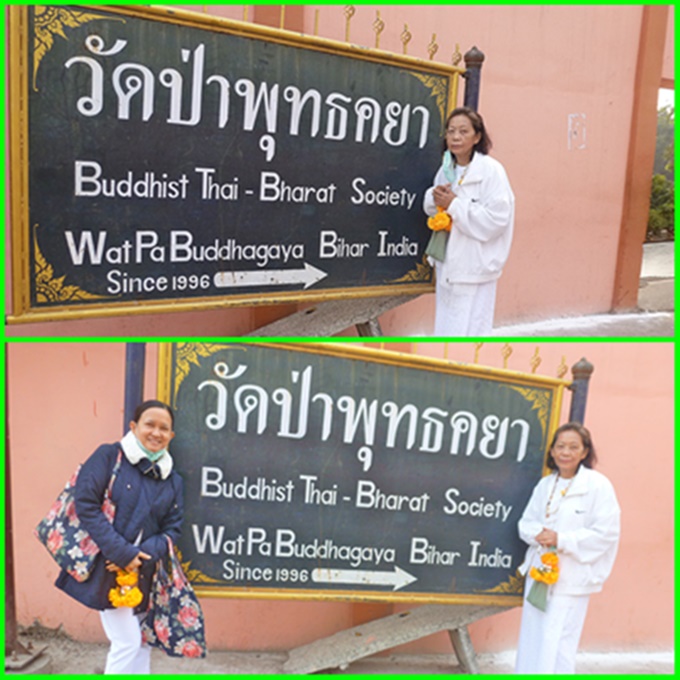 วัดป่าพุทธคยา
Buddhist Thai - Bharat Society
Wat Pa Buddhagaya Bihar India
Since 1996
วัดป่าพุทธคยา
Buddhist Thai - Bharat Society
Wat Pa Buddhagaya Bihar India
Since 1996